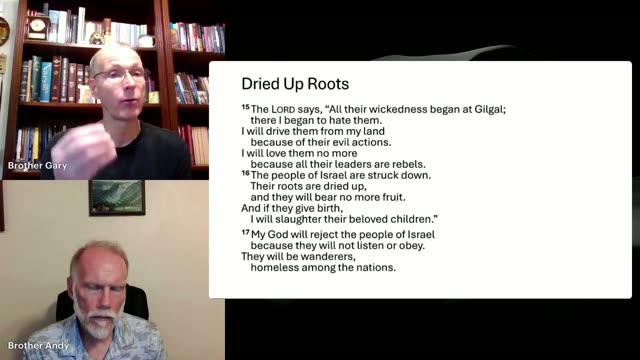 Dried Up Roots
15 The LORD says, “All their wickedness began at Gilgal;
there I began to hate them.
I will drive them from my land
because of their evil actions.
I will love them no more
because all their leaders are rebels.
16 The people of Israel are struck down.
Their roots are dried up,
and they will bear no more fruit.
And if they give birth,
I will slaughter their beloved children.”
17 My God will reject the people of Israel
because they will not listen or obey.
They will be wanderers,
homeless among the nations.
Brother Gary
Brother Andy